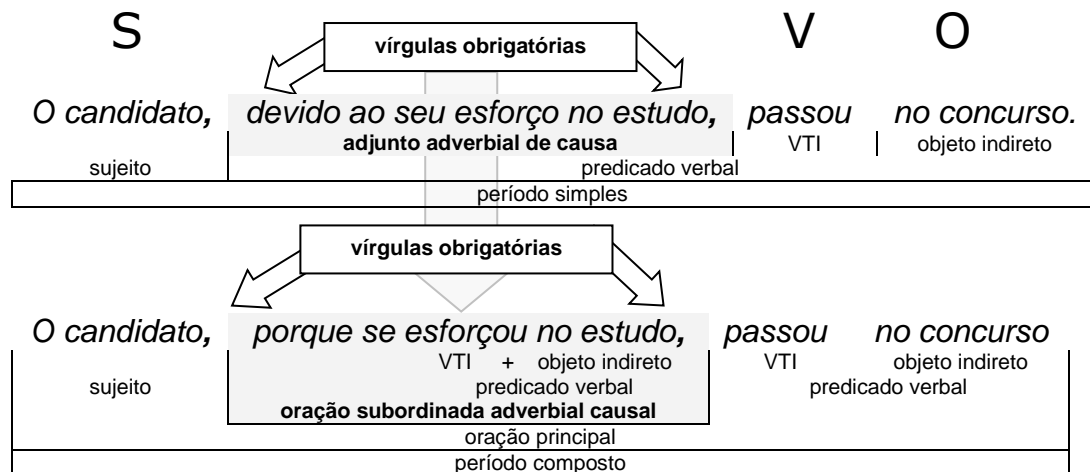 S V O
vírgulas obrigatórias
O candidato, devido ao seu esforço no estudo, passou no concurso.
adjunto adverbial de causa VTI objeto indireto
sujeito predicado verbal
período simples
vírgulas obrigatórias
O candidato, porque se esforçou no estudo, passou no concurso
VTI + objeto indireto VTI objeto indireto
sujeito predicado verbal predicado verbal
oração subordinada adverbial causal
oração principal
período composto